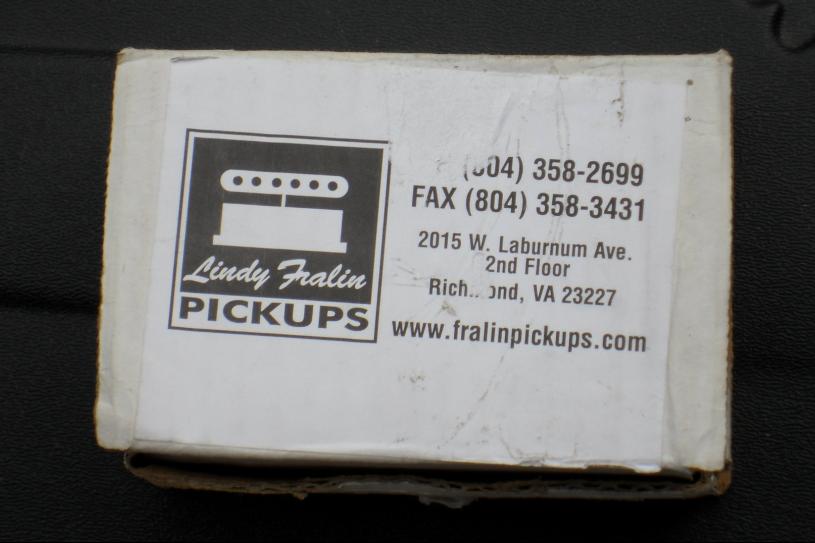 Lindy Fralin
PICKUPS
804) 358-2699
FAX (804) 358-3431
2015 W. Laburnum Ave.
2nd Floor
VA 23227
www.fralinpickups.com